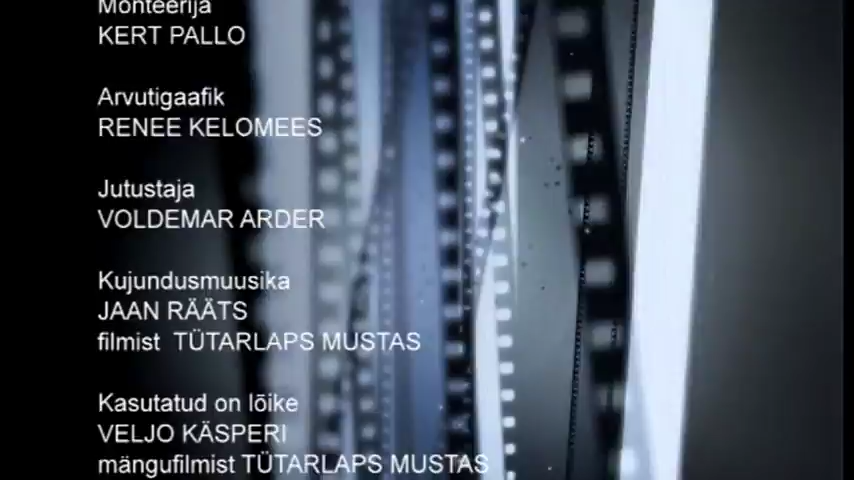 Monteerija
KERT PALLO
Arvutigaafik
RENEE KELOMEES
Jutustaja
VOLDEMAR ARDER
Kujundusmuusika
JAAN RÄÄTS
filmist TÜTARLAPS MUSTAS
Kasutatud on lõike
VELJO KÄSPERI
mängufilmist TÜTARLAPS MUSTAS